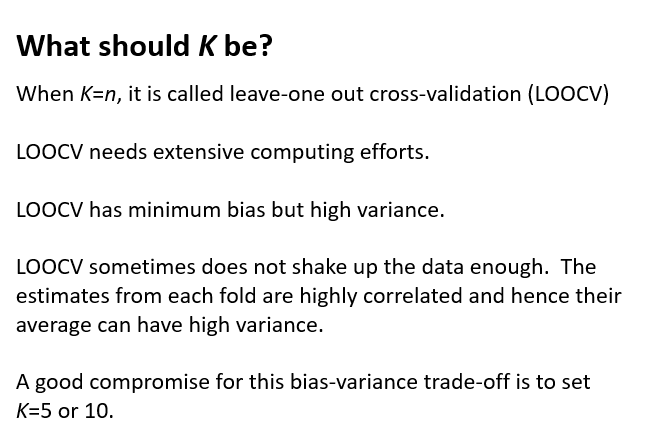 What should K be?
When K=n, it is called leave-one out cross-validation (LOOCV)
LOOCV needs extensive computing efforts.
LOOCV has minimum bias but high variance.
LOOCV sometimes does not shake up the data enough.  The
estimates from each fold are highly correlated and hence their
average can have high variance.
A good compromise for this bias-variance trade-off is to set
K=5 or 10.